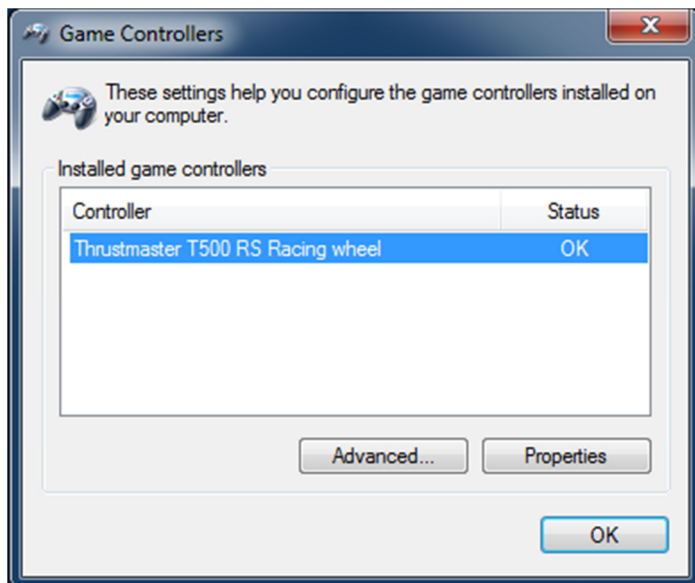 Game Controllers
These settings help you configure the game controllers installed on
your computer.
Installed game controllers
Controller Status
Thrustmaster T500 RS Racing wheel OK
Advanced... Properties
OK